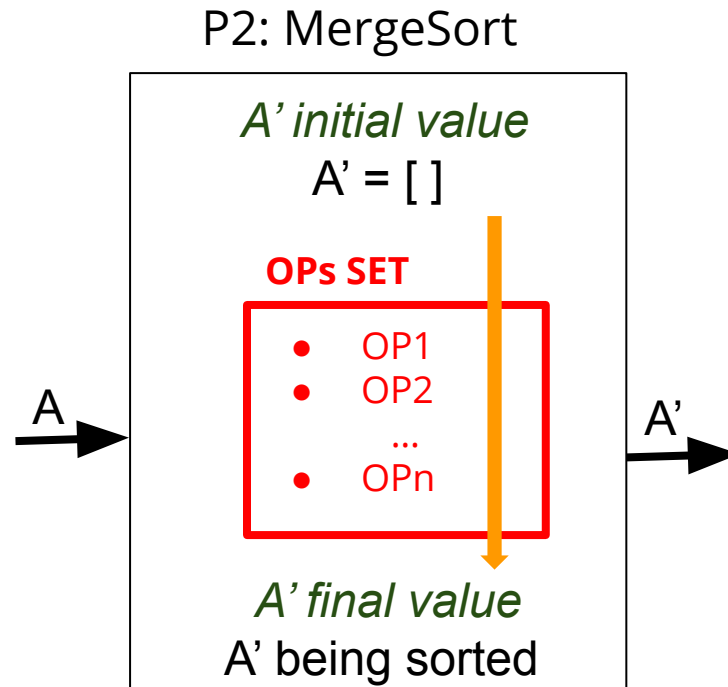 P2: MergeSort
A’ initial value
A’ = [ ]
OPs SET
● OP1
● OP2
...
● OPn
A
A’
A’ final value
A’ being sorted